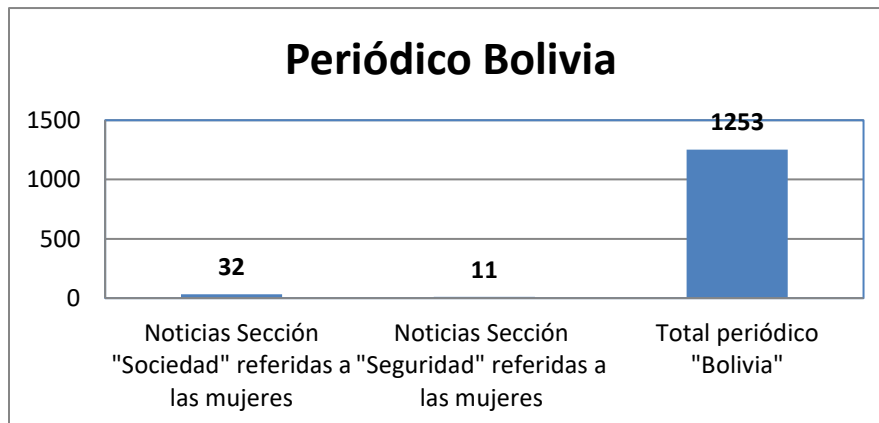 Periódico Bolivia
1500
1000
500
0
32
11
1253
Noticias Sección
"Sociedad" referidas a
las mujeres
Noticias Sección
"Seguridad" referidas a
las mujeres
Total periódico
"Bolivia"